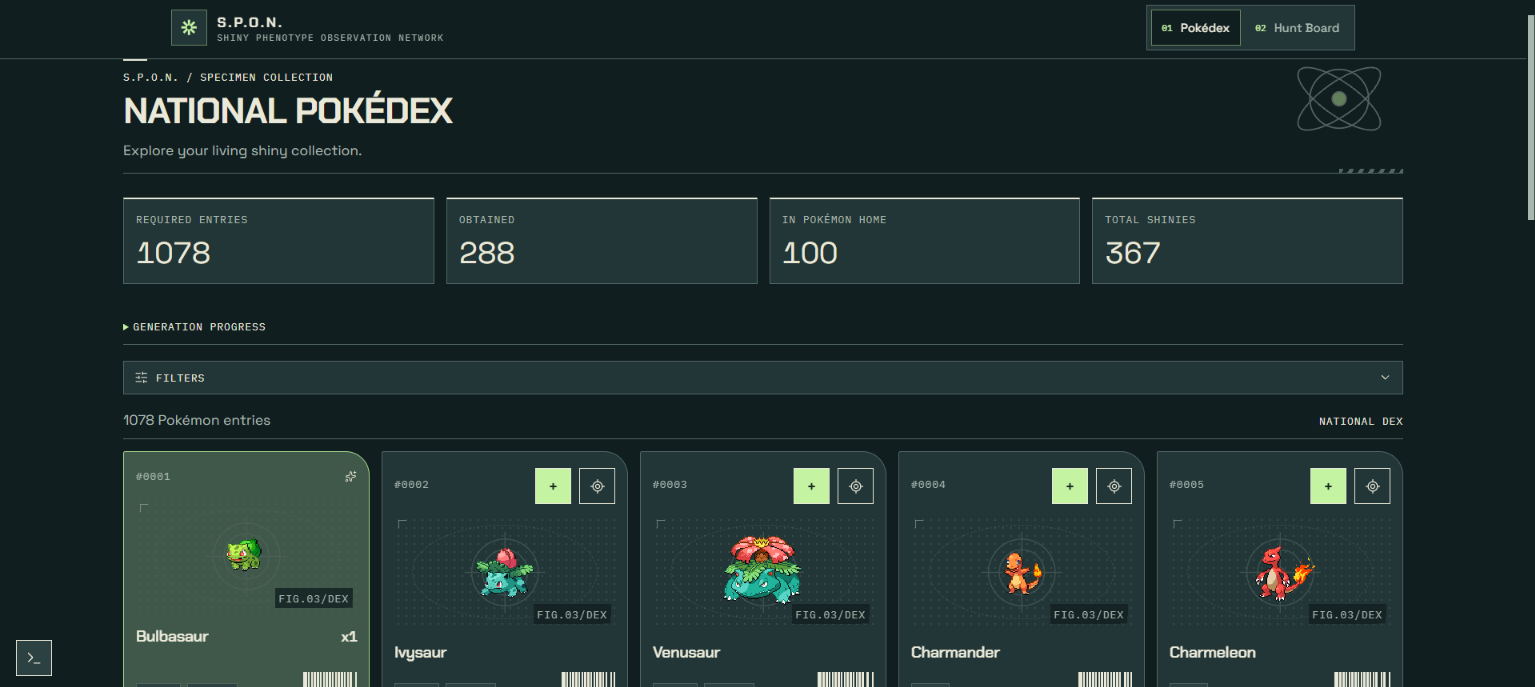 S.P.O.N.
SHINY PHENOTYPE OBSERVATION NETWORK
01 Pokédex 02 Hunt Board
S.P.O.N. / SPECIMEN COLLECTION
NATIONAL POKÉDEX
Explore your living shiny collection.
REQUIRED ENTRIES
1078
OBTAINED
288
IN POKÉMON HOME
100
TOTAL SHINIES
367
GENERATION PROGRESS
FILTERS
1078 Pokémon entries
NATIONAL DEX
#0001
FIG.03/DEX
Bulbasaur x1
#0002
+
FIG.03/DEX
Ivysaur
#0003
+
FIG.03/DEX
Venusaur
#0004
+
FIG.03/DEX
Charmander
#0005
+
FIG.03/DEX
Charmeleon
>_